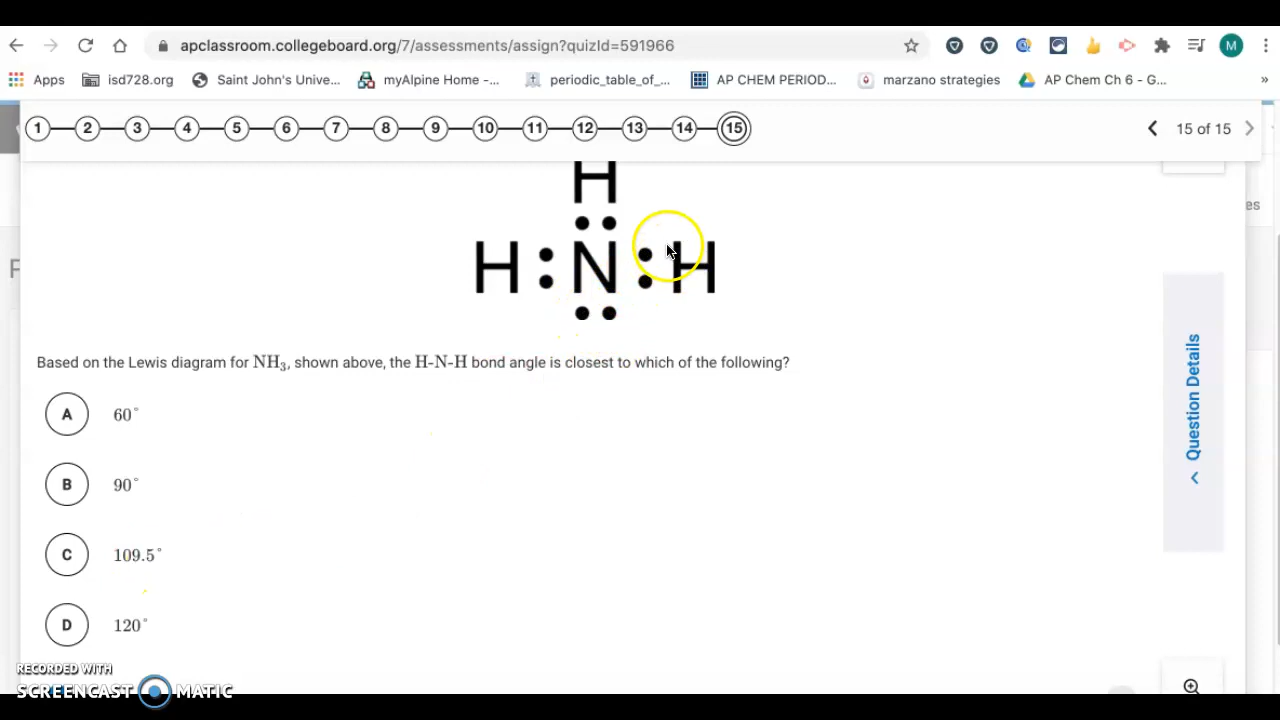 apclassroom.collegeboard.org/7/assessments/assign?quizId=591966
M
Apps isd728.org Saint John's Unive... myAlpine Home -... periodic_table_of_... AP CHEM PERIOD... marzano strategies AP Chem Ch 6 - G... »
1 2 3 4 5 6 7 8 9 10 11 12 13 14 15 15 of 15
H
H : N : H
Based on the Lewis diagram for NH₃, shown above, the H-N-H bond angle is closest to which of the following?
A 60°
B 90°
C 109.5°
D 120°
Question Details
RECORDED WITH
SCREENCAST MATIC